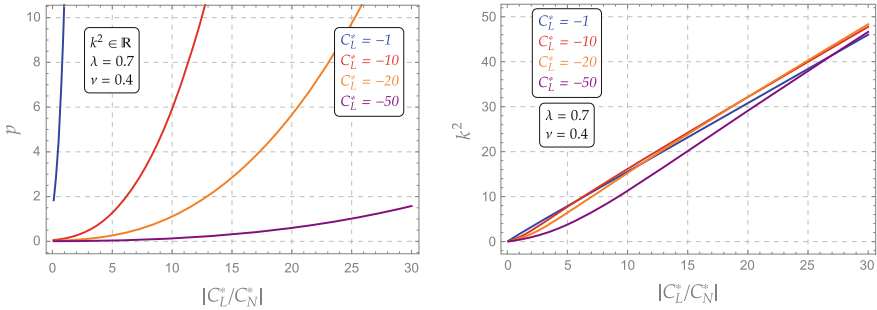 10
8
6
4
2
0
p
k² ∈ ℝ
λ = 0.7
ν = 0.4
C*_L = −1
C*_L = −10
C*_L = −20
C*_L = −50
0 5 10 15 20 25 30
|C*_L/C*_N|
50
40
30
20
10
0
k²
C*_L = −1
C*_L = −10
C*_L = −20
C*_L = −50
λ = 0.7
ν = 0.4
0 5 10 15 20 25 30
|C*_L/C*_N|